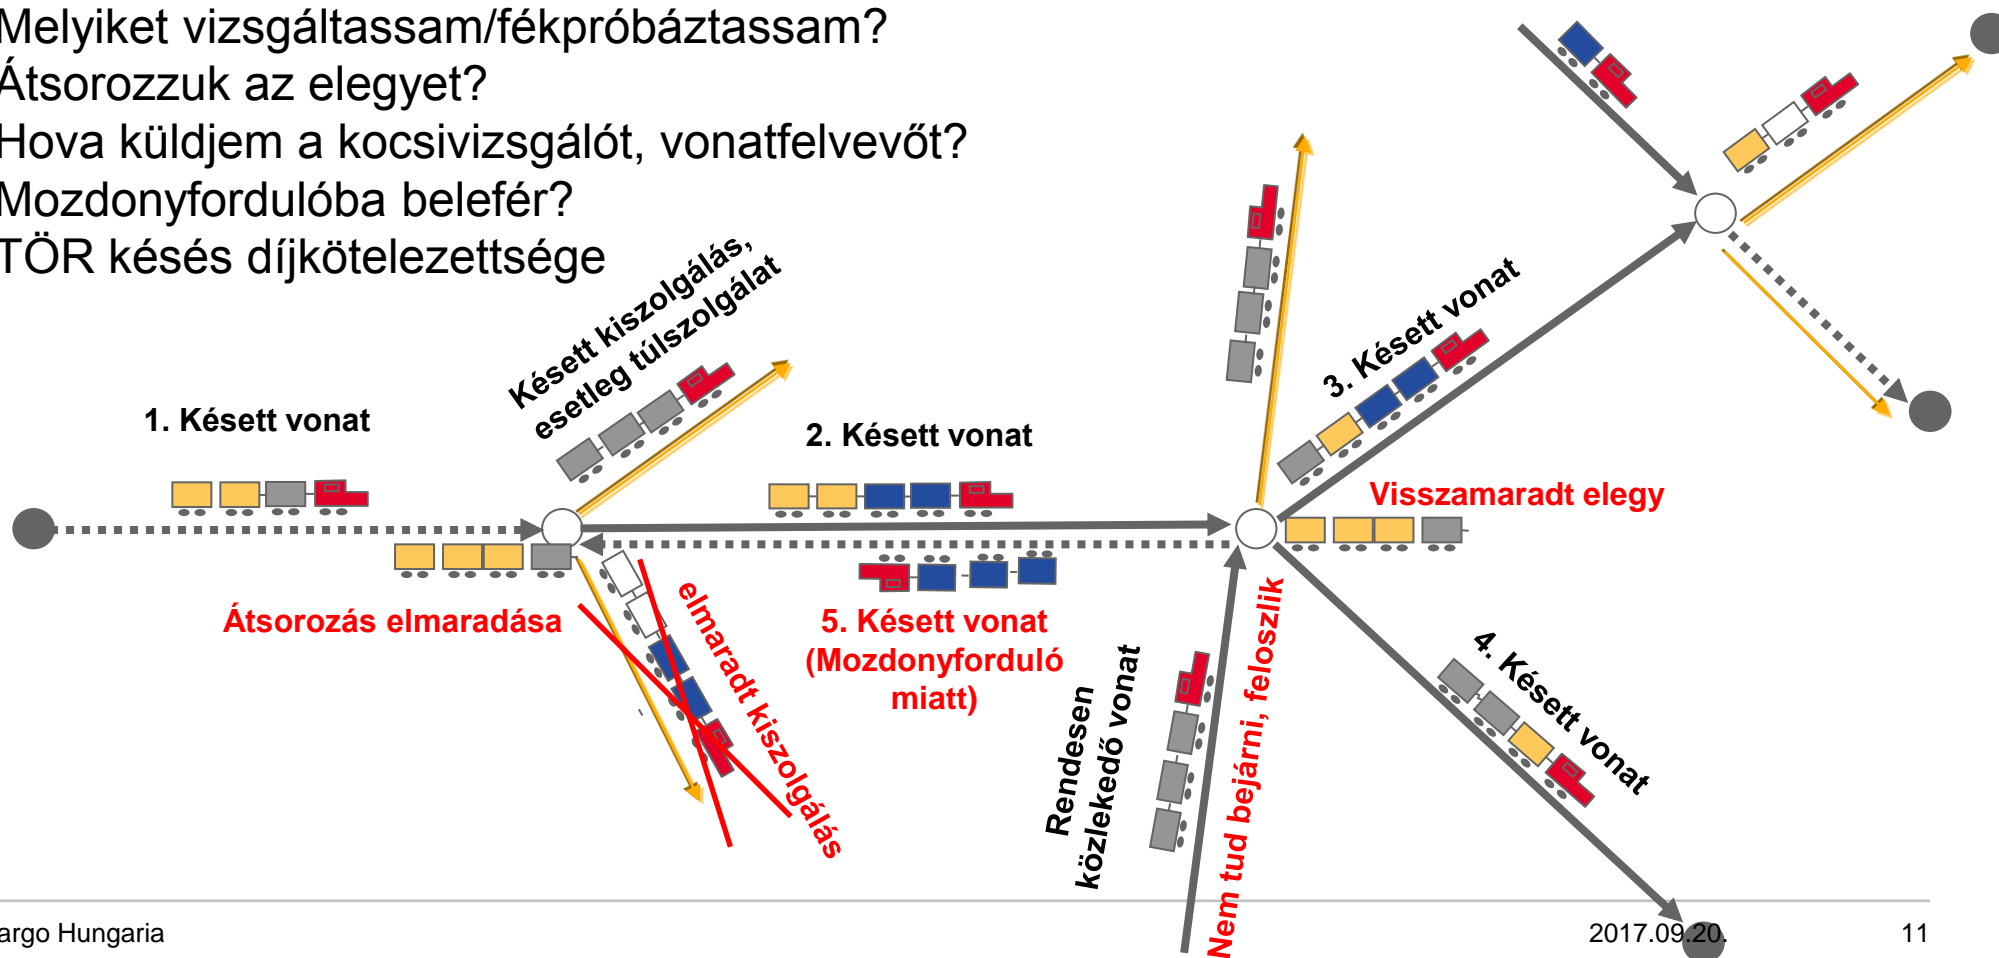 Melyiket vizsgáltassam/fékpróbáztassam?
Átsorozzuk az elegyet?
Hova küldjem a kocsivizsgálót, vonatfelvevőt?
Mozdonyfordulóba belefér?
TÖR késés díjkötelezettsége
Késett kiszolgálás,
esetleg túlszolgálat
1. Késett vonat
2. Késett vonat
3. Késett vonat
Visszamaradt elegy
Átsorozás elmaradása
elmaradt kiszolgálás
5. Késett vonat
(Mozdonyforduló
miatt)
Rendesen
közlekedő vonat
Nem tud bejárni, feloszlik
4. Késett vonat
argo Hungaria
2017.09.20.
11